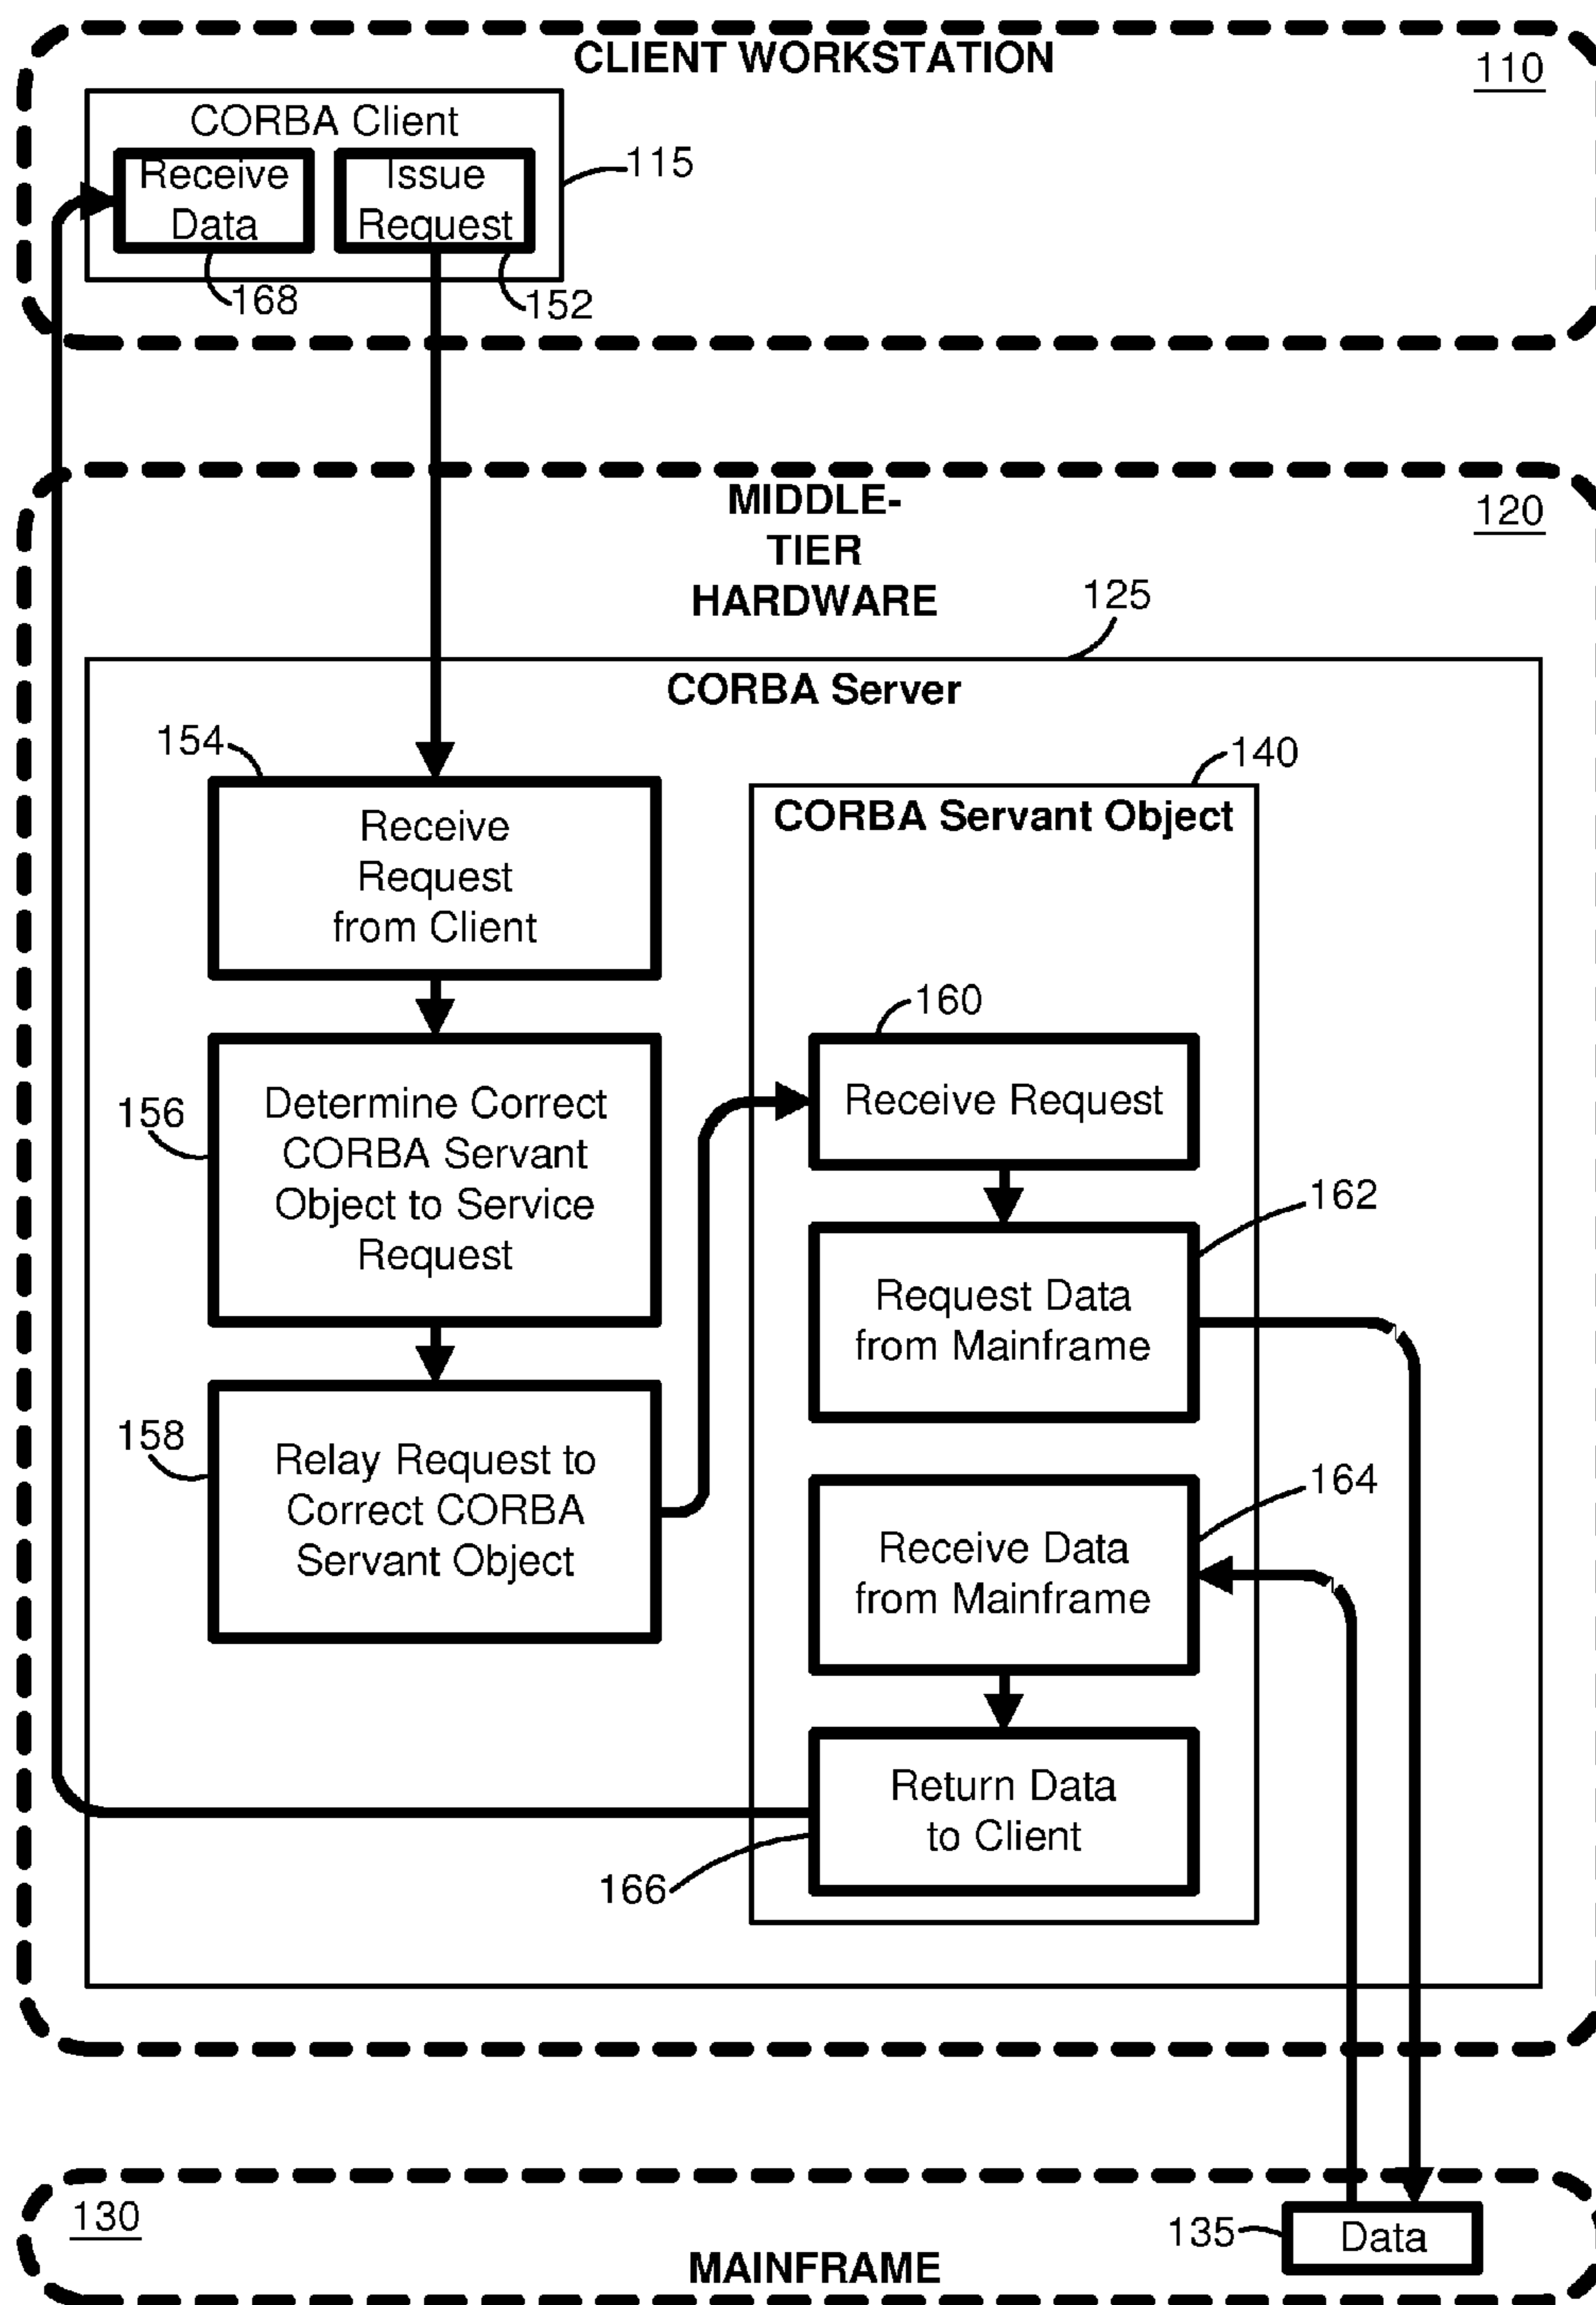 CLIENT WORKSTATION
110
CORBA Client
Receive
Data
Issue
Request
115
168
152
MIDDLE-
TIER
HARDWARE
120
125
CORBA Server
154
140
Receive
Request
from Client
CORBA Servant Object
160
156
Determine Correct
CORBA Servant
Object to Service
Request
Receive Request
162
Request Data
from Mainframe
158
Relay Request to
Correct CORBA
Servant Object
164
Receive Data
from Mainframe
Return Data
to Client
166
130
135
Data
MAINFRAME